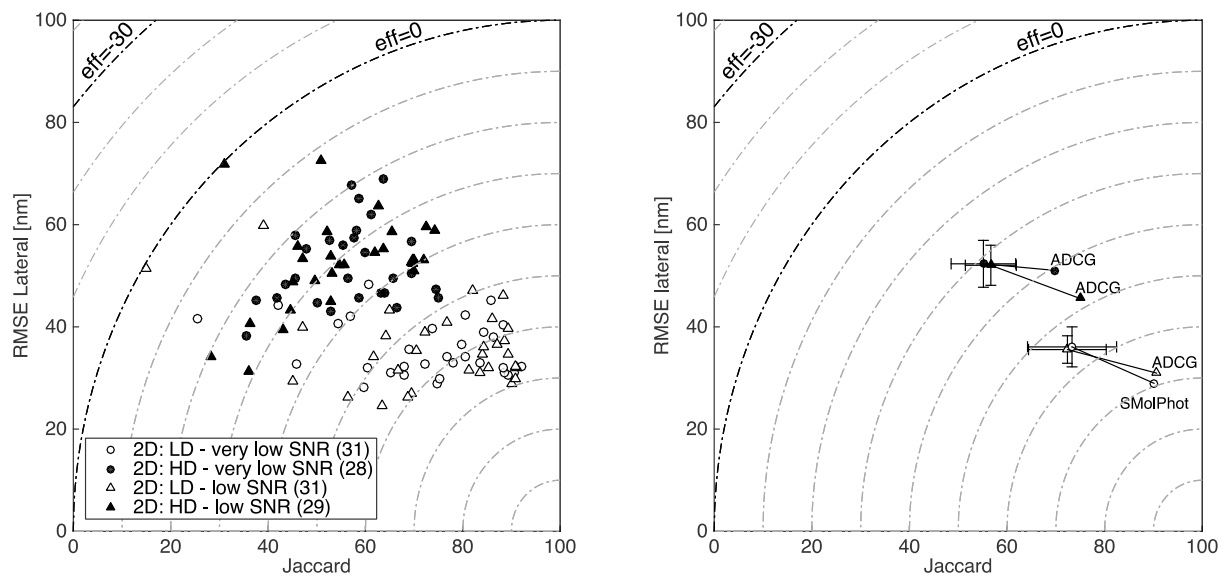 100
80
60
40
20
0
RMSE Lateral [nm]
eff=-30
eff=0
2D: LD - very low SNR (31)
2D: HD - very low SNR (28)
2D: LD - low SNR (31)
2D: HD - low SNR (29)
0 20 40 60 80 100
Jaccard
100
80
60
40
20
0
RMSE lateral [nm]
eff=-30
eff=0
ADCG
ADCG
ADCG
SMolPhot
0 20 40 60 80 100
Jaccard